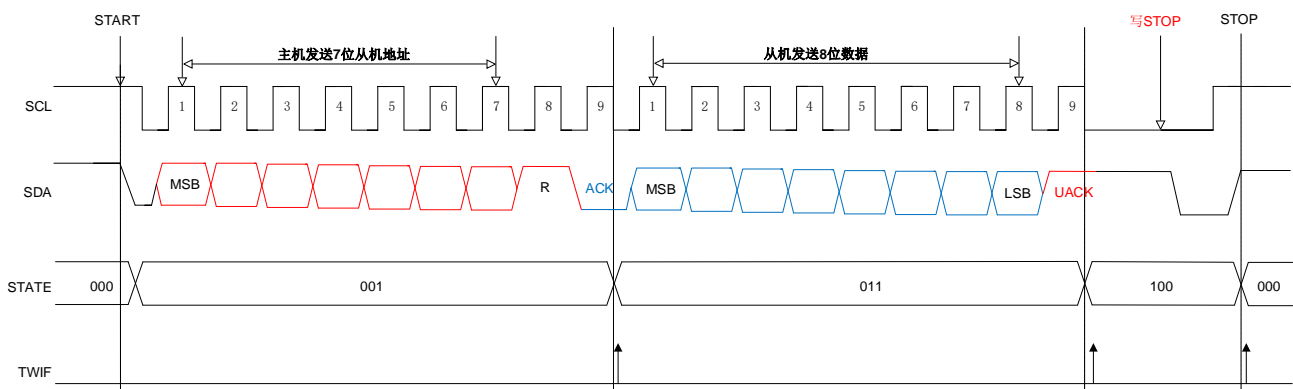 START 写STOP STOP
主机发送7位从机地址 从机发送8位数据
SCL 1 2 3 4 5 6 7 8 9 1 2 3 4 5 6 7 8 9
SDA MSB R ACK MSB LSB UACK
STATE 000 001 011 100 000
TWIF